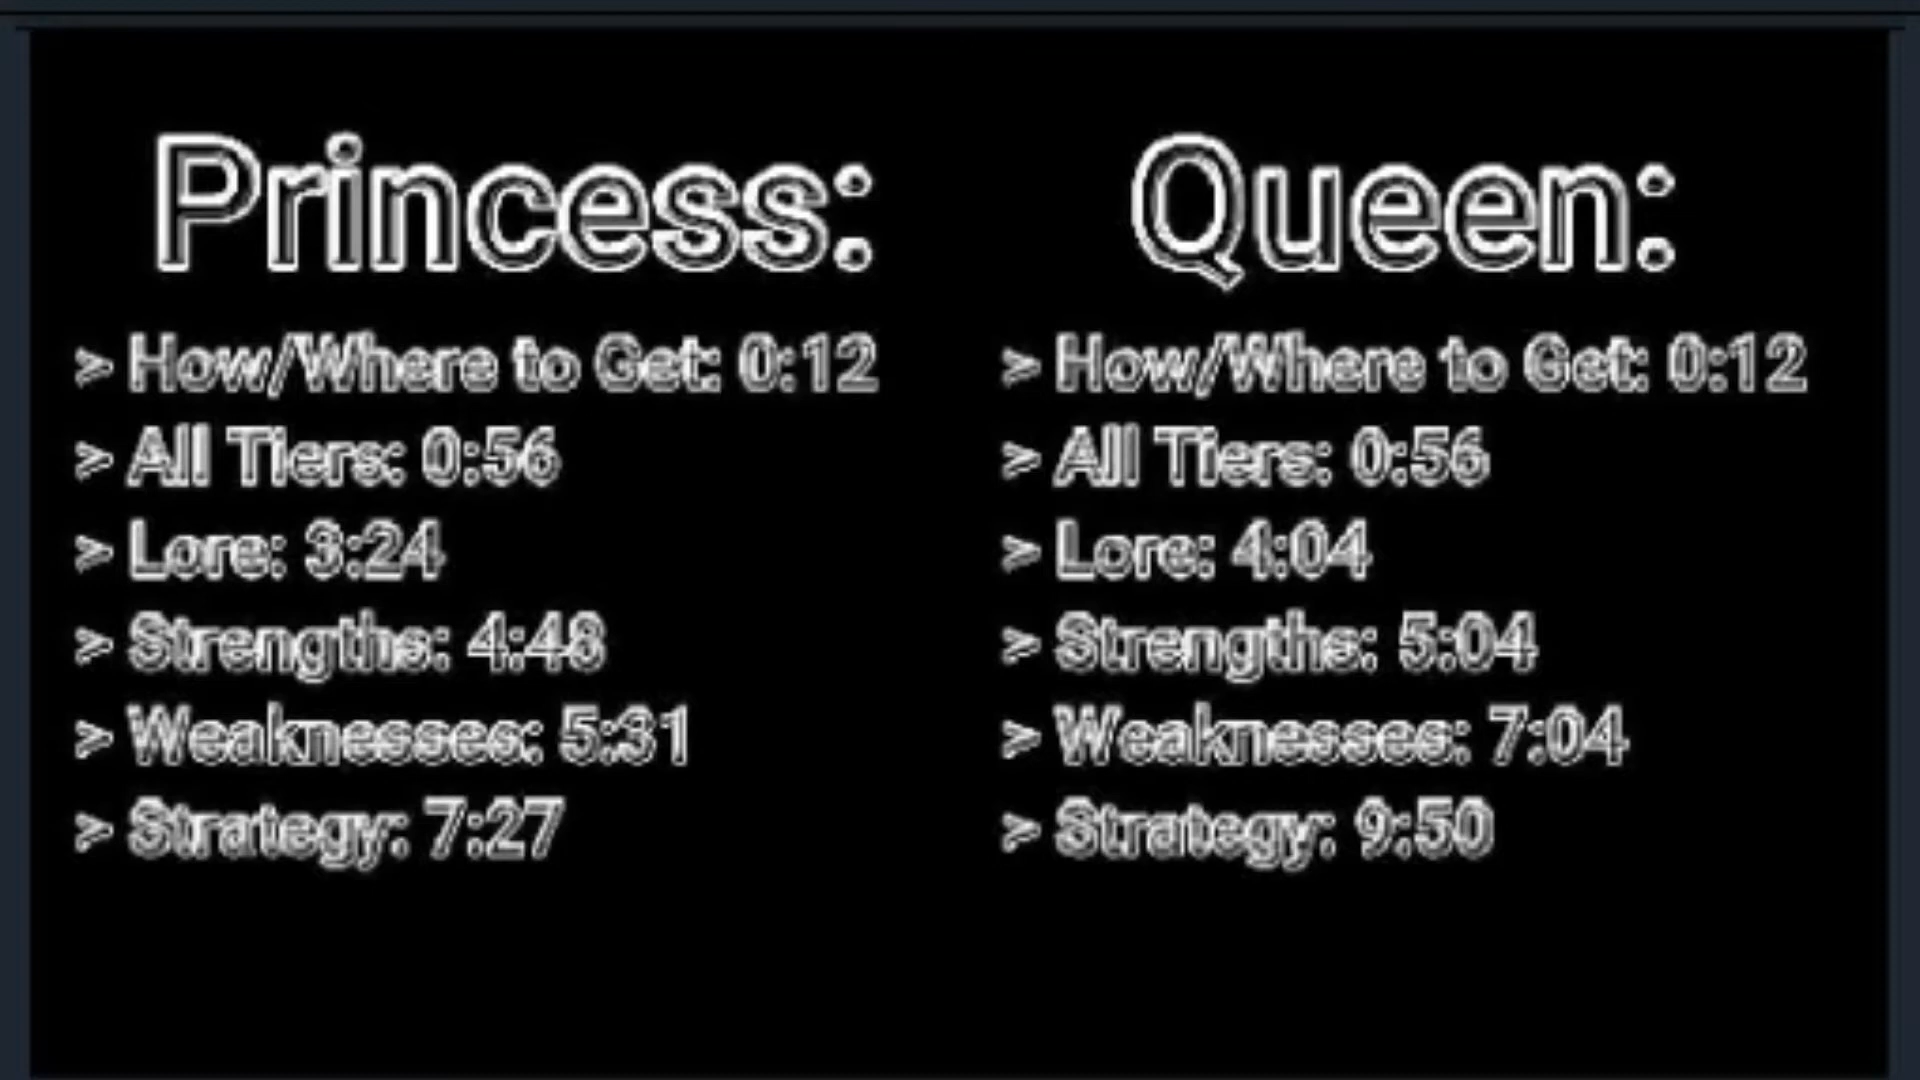 Princess:
> How/Where to Get: 0:12
> All Tiers: 0:56
> Lore: 3:24
> Strengths: 4:48
> Weaknesses: 5:31
> Strategy: 7:27
Queen:
> How/Where to Get: 0:12
> All Tiers: 0:56
> Lore: 4:04
> Strengths: 5:04
> Weaknesses: 7:04
> Strategy: 9:50